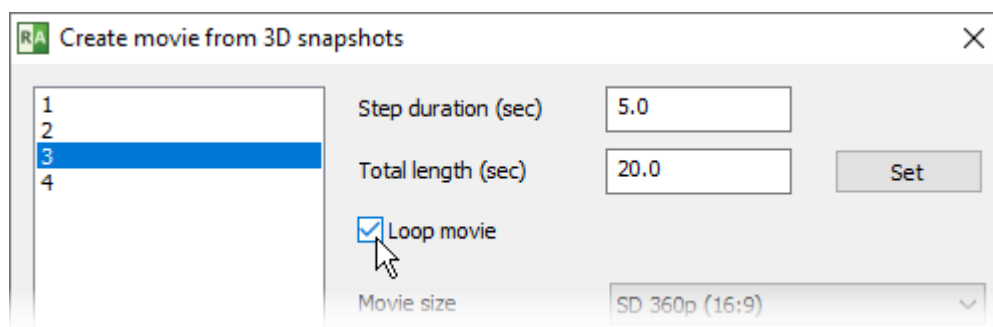 RA Create movie from 3D snapshots
1
2
3
4
Step duration (sec) 5.0
Total length (sec) 20.0 Set
Loop movie
Movie size SD 360p (16:9)